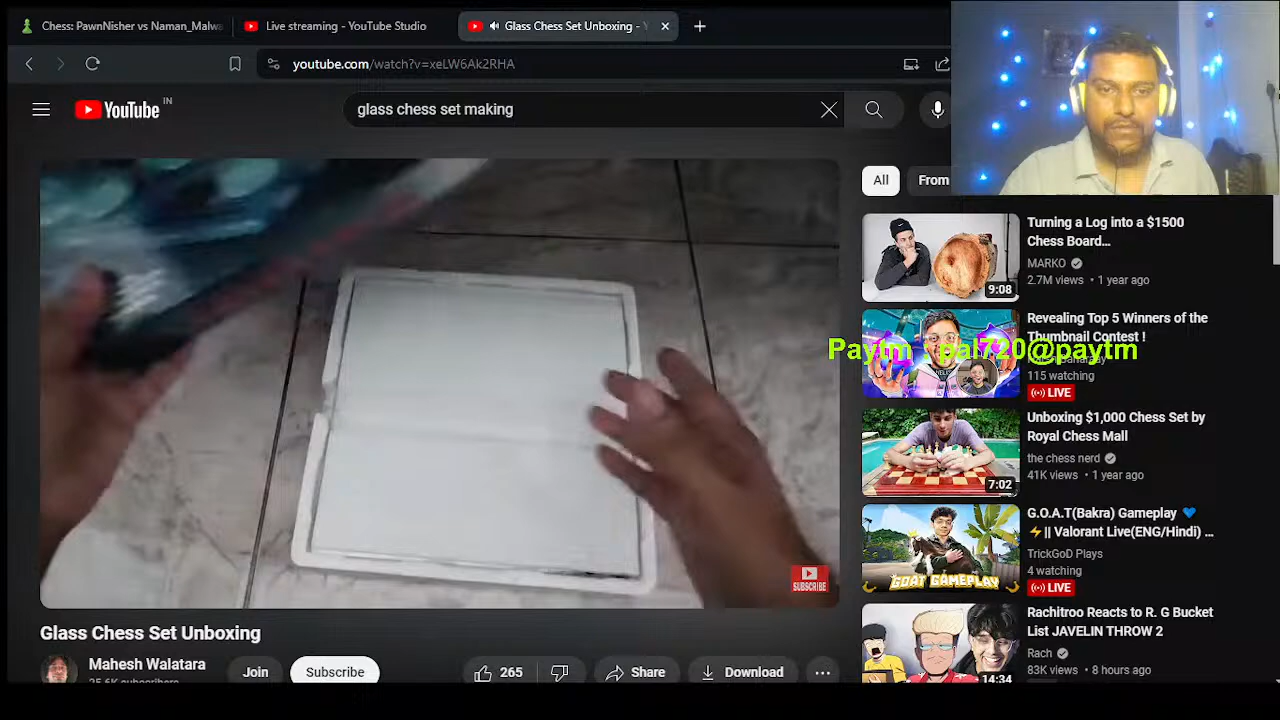 Chess: PawnNisher vs Naman_Malwa
Live streaming - YouTube Studio
Glass Chess Set Unboxing - Y
youtube.com/watch?v=xeLW6Ak2RHA
YouTube IN
glass chess set making
All
From
Turning a Log into a $1500
Chess Board...
MARKO
2.7M views • 1 year ago
9:08
Revealing Top 5 Winners of the
Thumbnail Contest !
Paytm : pal720@paytm
115 watching
LIVE
Unboxing $1,000 Chess Set by
Royal Chess Mall
the chess nerd
41K views • 1 year ago
7:02
G.O.A.T(Bakra) Gameplay 💙
⚡|| Valorant Live(ENG/Hindi) ...
TrickGoD Plays
4 watching
LIVE
GOAT GAMEPLAY
Rachitroo Reacts to R. G Bucket
List JAVELIN THROW 2
Rach
83K views • 8 hours ago
14:34
SUBSCRIBE
Glass Chess Set Unboxing
Mahesh Walatara
25.6K subscribers
Join
Subscribe
265
Share
Download